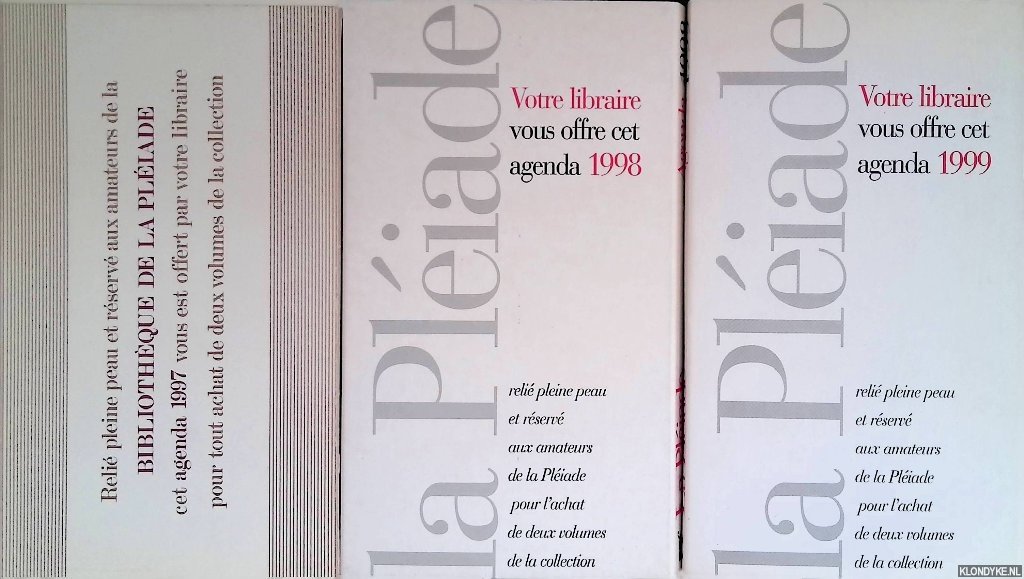 Relié pleine peau et réservé aux amateurs de la
BIBLIOTHÈQUE DE LA PLÉIADE
cet agenda 1997 vous est offert par votre libraire
pour tout achat de deux volumes de la collection
la Pléiade
Votre libraire
vous offre cet
agenda 1998
relié pleine peau
et réservé
aux amateurs
de la Pléiade
pour l'achat
de deux volumes
de la collection
la Pléiade
Votre libraire
vous offre cet
agenda 1999
relié pleine peau
et réservé
aux amateurs
de la Pléiade
pour l'achat
de deux volumes
de la collection
KLONDYKE.NL